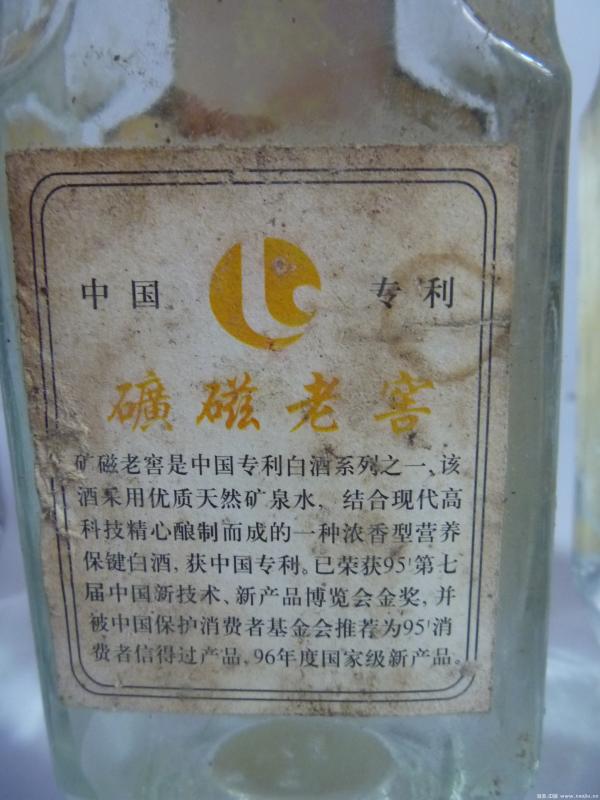 中国 专利
礦磁老窖
矿磁老窖是中国专利白酒系列之一、该
酒采用优质天然矿泉水，结合现代高
科技精心酿制而成的一种浓香型营养
保键白酒，获中国专利。已荣获95'第七
届中国新技术、新产品博览会金奖，并
被中国保护消费者基金会推荐为95'消
费者信得过产品，96年度国家级新产品。